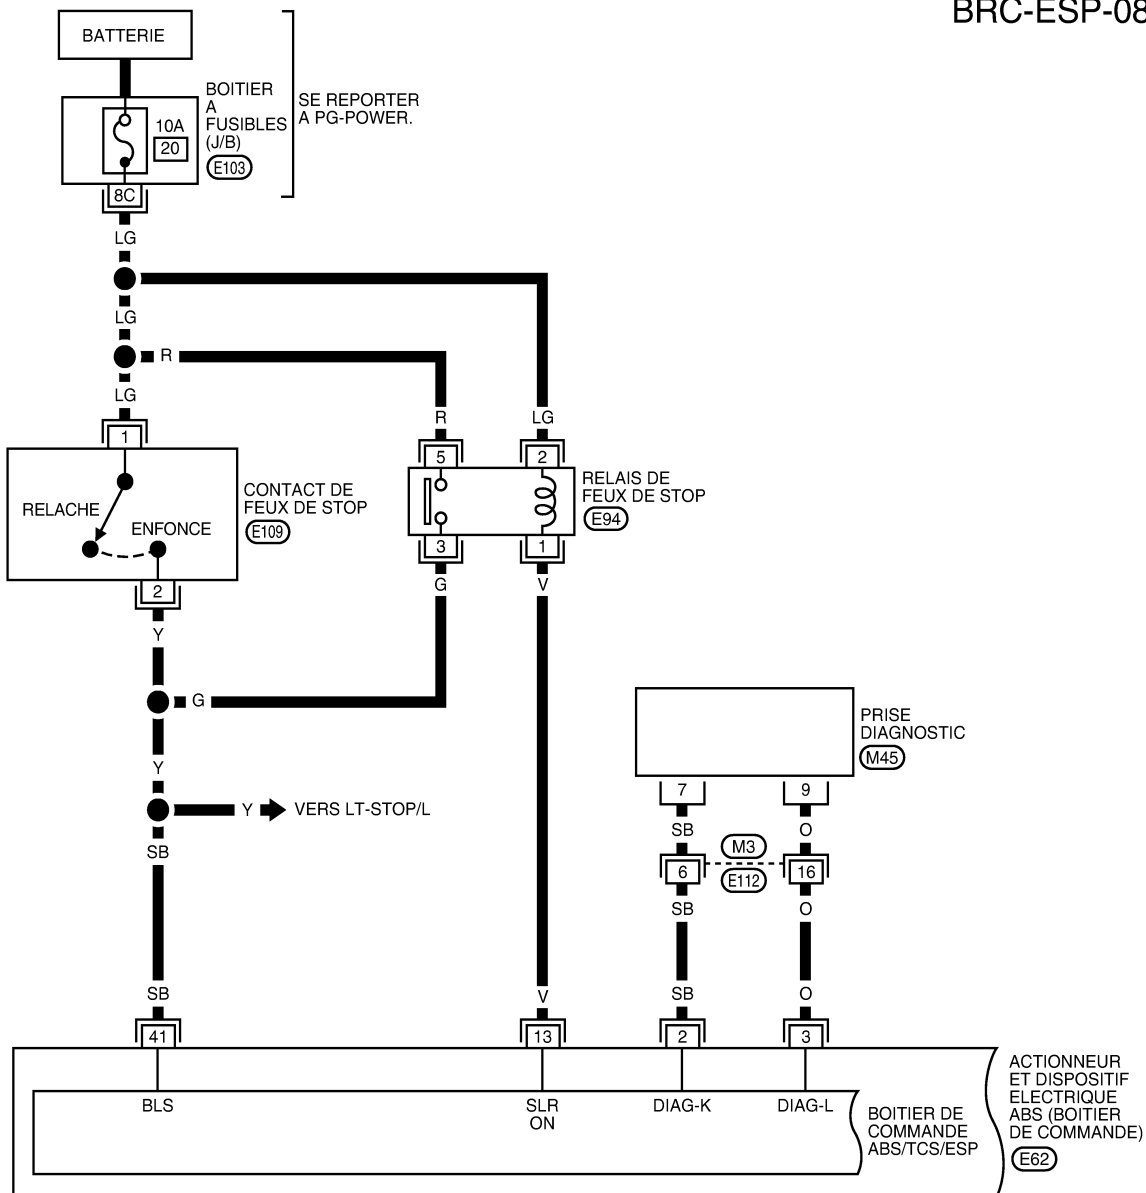 BRC-ESP-08
BATTERIE
BOITIER
A
FUSIBLES
(J/B)
E103
10A
20
SE REPORTER
A PG-POWER.
8C
LG
LG
R
LG
R
LG
1
5
2
RELACHE
ENFONCE
CONTACT DE
FEUX DE STOP
E109
RELAIS DE
FEUX DE STOP
E94
2
3
1
Y
G
V
G
Y
Y
VERS LT-STOP/L
PRISE
DIAGNOSTIC
M45
7
9
SB
SB
O
M3
6
16
E112
SB
O
SB
V
SB
O
41
13
2
3
BLS
SLR
ON
DIAG-K
DIAG-L
BOITIER DE
COMMANDE
ABS/TCS/ESP
ACTIONNEUR
ET DISPOSITIF
ELECTRIQUE
ABS (BOITIER
DE COMMANDE)
E62